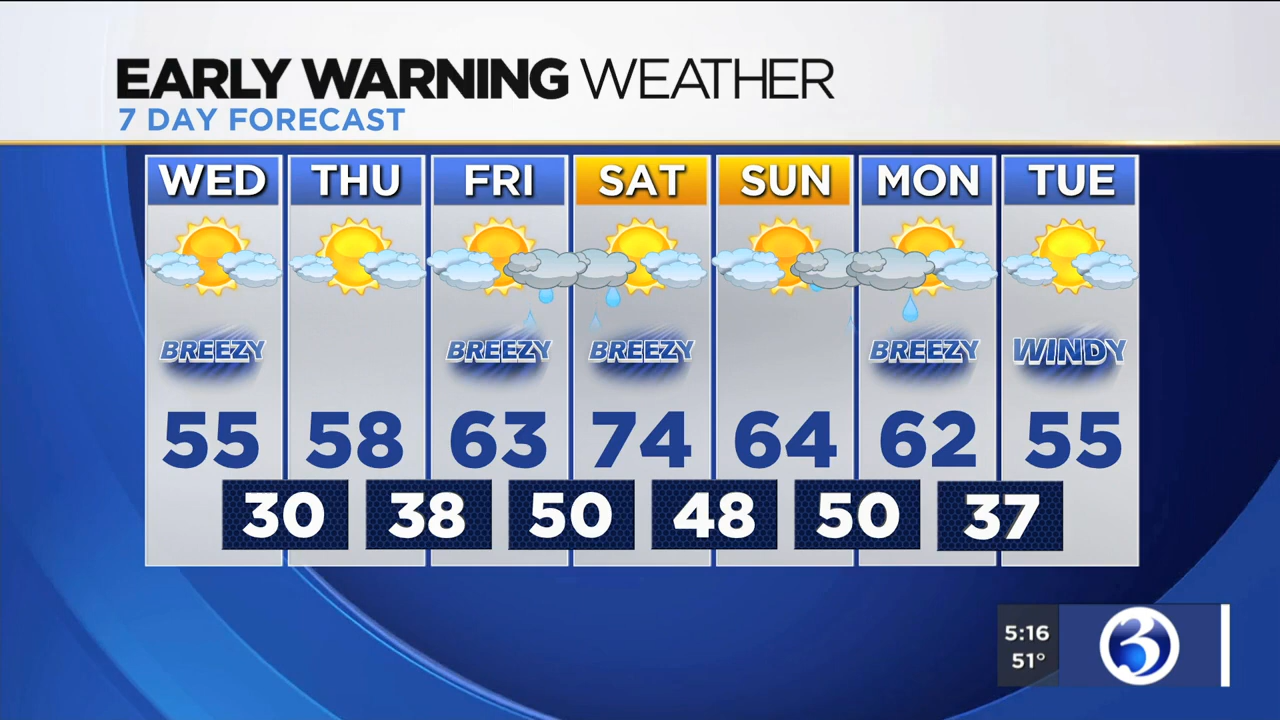 EARLY WARNING WEATHER
7 DAY FORECAST
WED THU FRI SAT SUN MON TUE
BREEZY BREEZY BREEZY BREEZY WINDY
55 58 63 74 64 62 55
30 38 50 48 50 37
5:16
51°
3